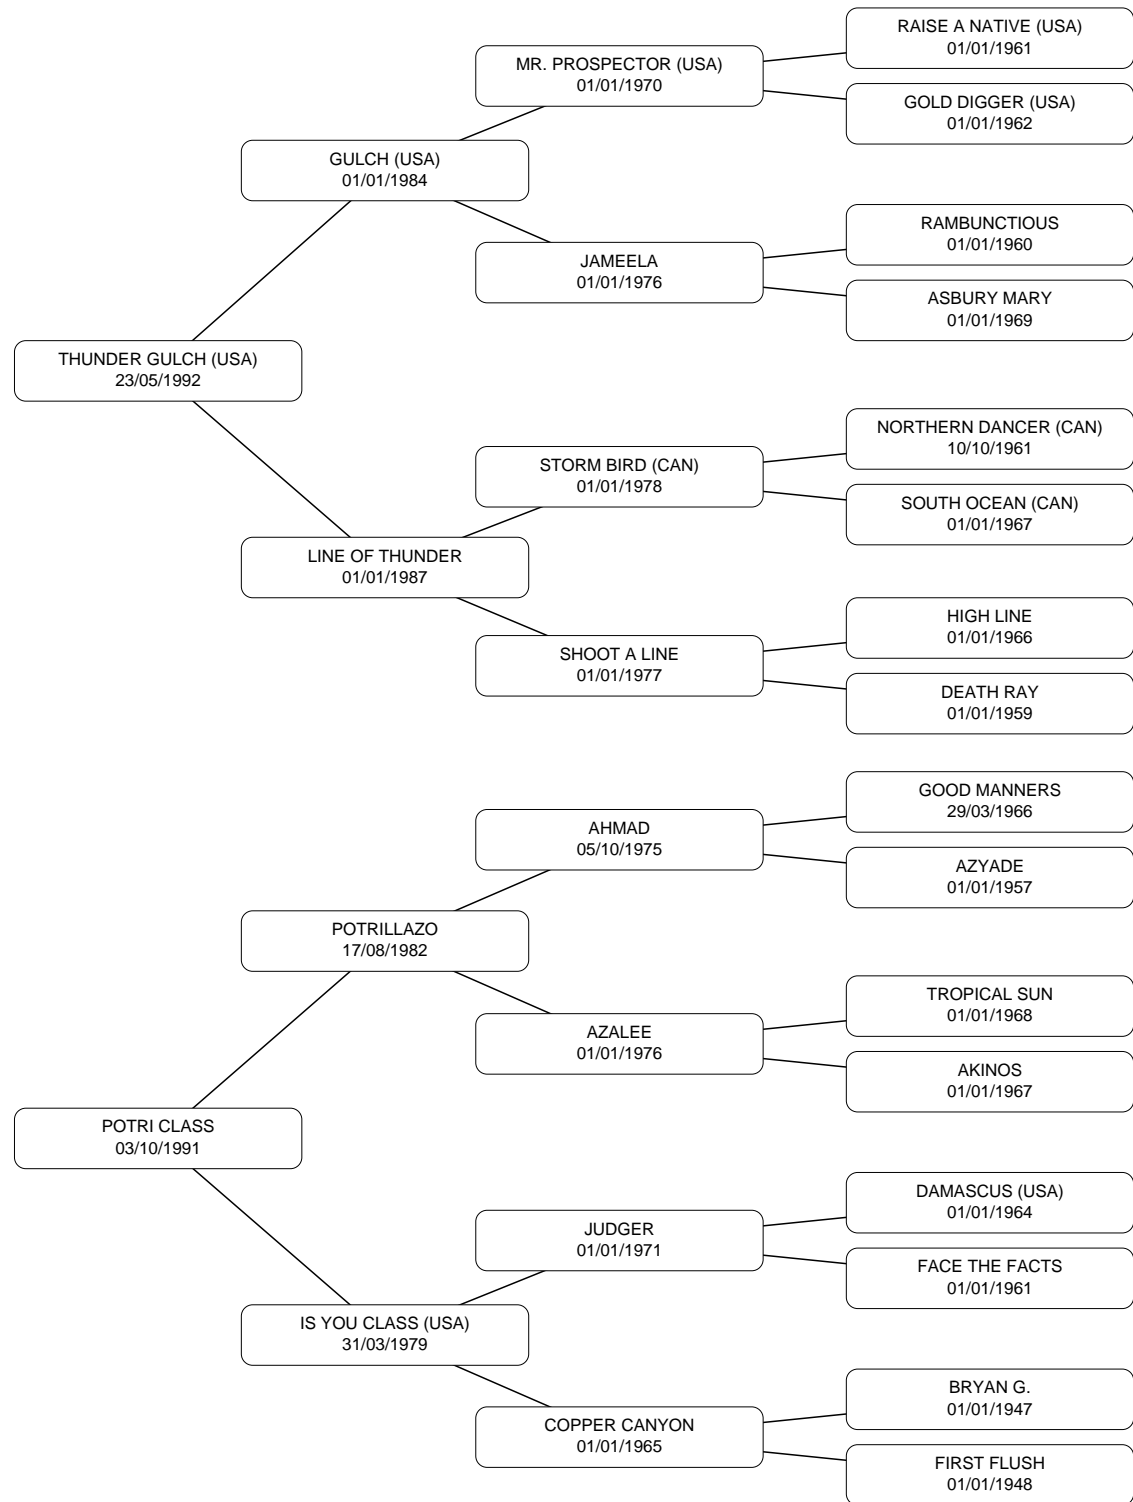 RAISE A NATIVE (USA)
01/01/1961
MR. PROSPECTOR (USA)
01/01/1970
GOLD DIGGER (USA)
01/01/1962
GULCH (USA)
01/01/1984
RAMBUNCTIOUS
01/01/1960
JAMEELA
01/01/1976
ASBURY MARY
01/01/1969
THUNDER GULCH (USA)
23/05/1992
NORTHERN DANCER (CAN)
10/10/1961
STORM BIRD (CAN)
01/01/1978
SOUTH OCEAN (CAN)
01/01/1967
LINE OF THUNDER
01/01/1987
HIGH LINE
01/01/1966
SHOOT A LINE
01/01/1977
DEATH RAY
01/01/1959
GOOD MANNERS
29/03/1966
AHMAD
05/10/1975
AZYADE
01/01/1957
POTRILLAZO
17/08/1982
TROPICAL SUN
01/01/1968
AZALEE
01/01/1976
AKINOS
01/01/1967
POTRI CLASS
03/10/1991
DAMASCUS (USA)
01/01/1964
JUDGER
01/01/1971
FACE THE FACTS
01/01/1961
IS YOU CLASS (USA)
31/03/1979
BRYAN G.
01/01/1947
COPPER CANYON
01/01/1965
FIRST FLUSH
01/01/1948